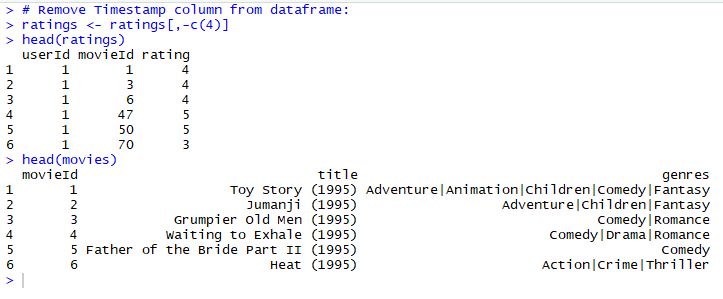 > # Remove Timestamp column from dataframe:
> ratings <- ratings[,-c(4)]
> head(ratings)
  userId movieId rating
1      1       1      4
2      1       3      4
3      1       6      4
4      1      47      5
5      1      50      5
6      1      70      3
> head(movies)
  movieId                              title                                      genres
1       1                   Toy Story (1995) Adventure|Animation|Children|Comedy|Fantasy
2       2                     Jumanji (1995)                  Adventure|Children|Fantasy
3       3            Grumpier Old Men (1995)                              Comedy|Romance
4       4           Waiting to Exhale (1995)                        Comedy|Drama|Romance
5       5 Father of the Bride Part II (1995)                                      Comedy
6       6                        Heat (1995)                       Action|Crime|Thriller
>